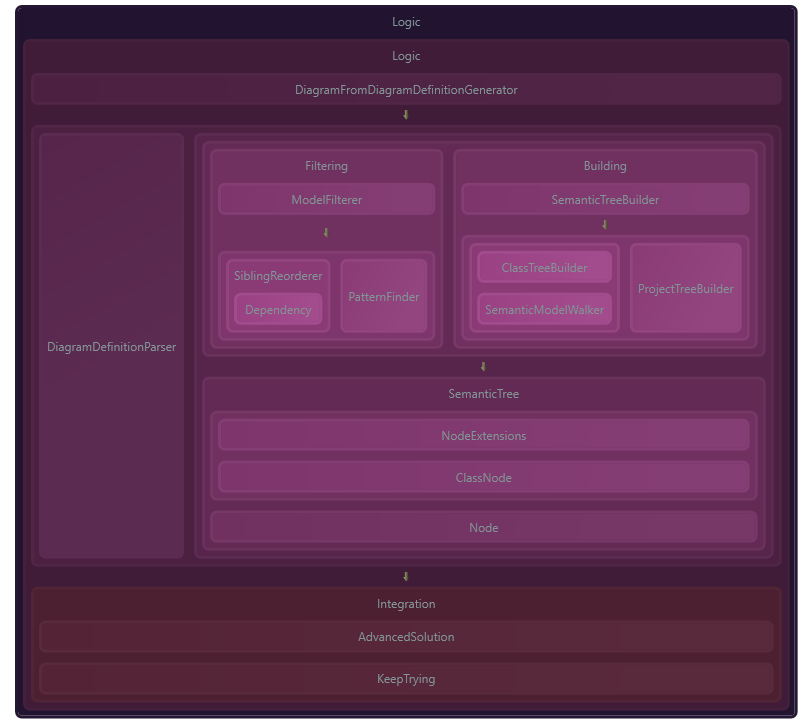 Logic
Logic
DiagramFromDiagramDefinitionGenerator
DiagramDefinitionParser
Filtering
ModelFilterer
SiblingReorderer
Dependency
PatternFinder
Building
SemanticTreeBuilder
ClassTreeBuilder
SemanticModelWalker
ProjectTreeBuilder
SemanticTree
NodeExtensions
ClassNode
Node
Integration
AdvancedSolution
KeepTrying